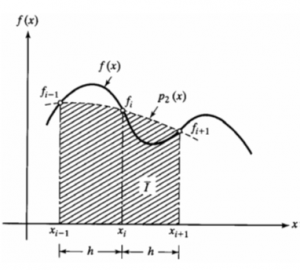 f(x)
f(x)
f_{i-1}
f_i
p_2(x)
f_{i+1}
Ī
x
x_{i-1}
x_i
x_{i+1}
h
h